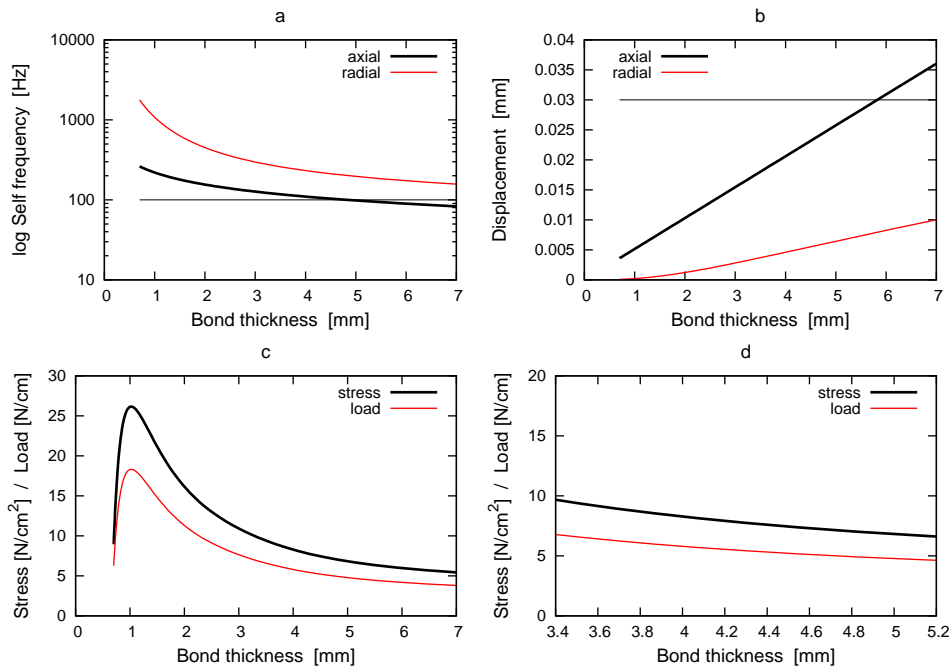 a
log Self frequency [Hz]
10000
1000
100
10
axial
radial
0 1 2 3 4 5 6 7
Bond thickness [mm]
b
Displacement [mm]
0.04
0.035
0.03
0.025
0.02
0.015
0.01
0.005
0
axial
radial
0 1 2 3 4 5 6 7
Bond thickness [mm]
c
Stress [N/cm²] / Load [N/cm]
30
25
20
15
10
5
0
stress
load
0 1 2 3 4 5 6 7
Bond thickness [mm]
d
Stress [N/cm²] / Load [N/cm]
20
15
10
5
0
stress
load
3.4 3.6 3.8 4 4.2 4.4 4.6 4.8 5 5.2
Bond thickness [mm]